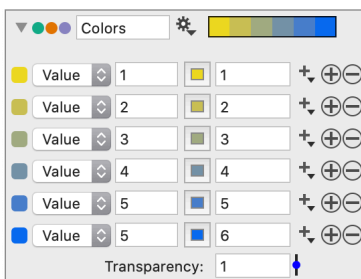 Colors
Value 1 1
Value 2 2
Value 3 3
Value 4 4
Value 5 5
Value 5 6
Transparency: 1